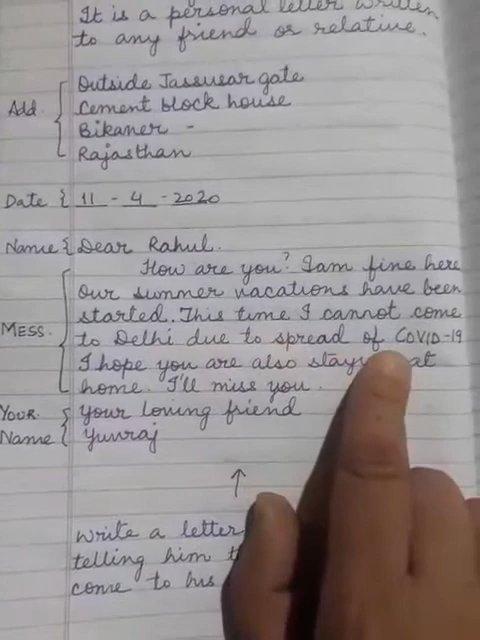 It is a personal letter written
to any friend or relative.
Add { Outside Jassusar gate
Cement block house
Bikaner -
Rajasthan
Date { 11 - 4 - 2020
Name { Dear Rahul.
How are you? I am fine here
Our summer vacations have been
started. This time I cannot come
MESS. { to Delhi due to spread of COVID-19
I hope you are also at
home. I'll miss you.
Your { Your loving friend
Name Yuvraj
↑
Write a letter
telling him
come to his